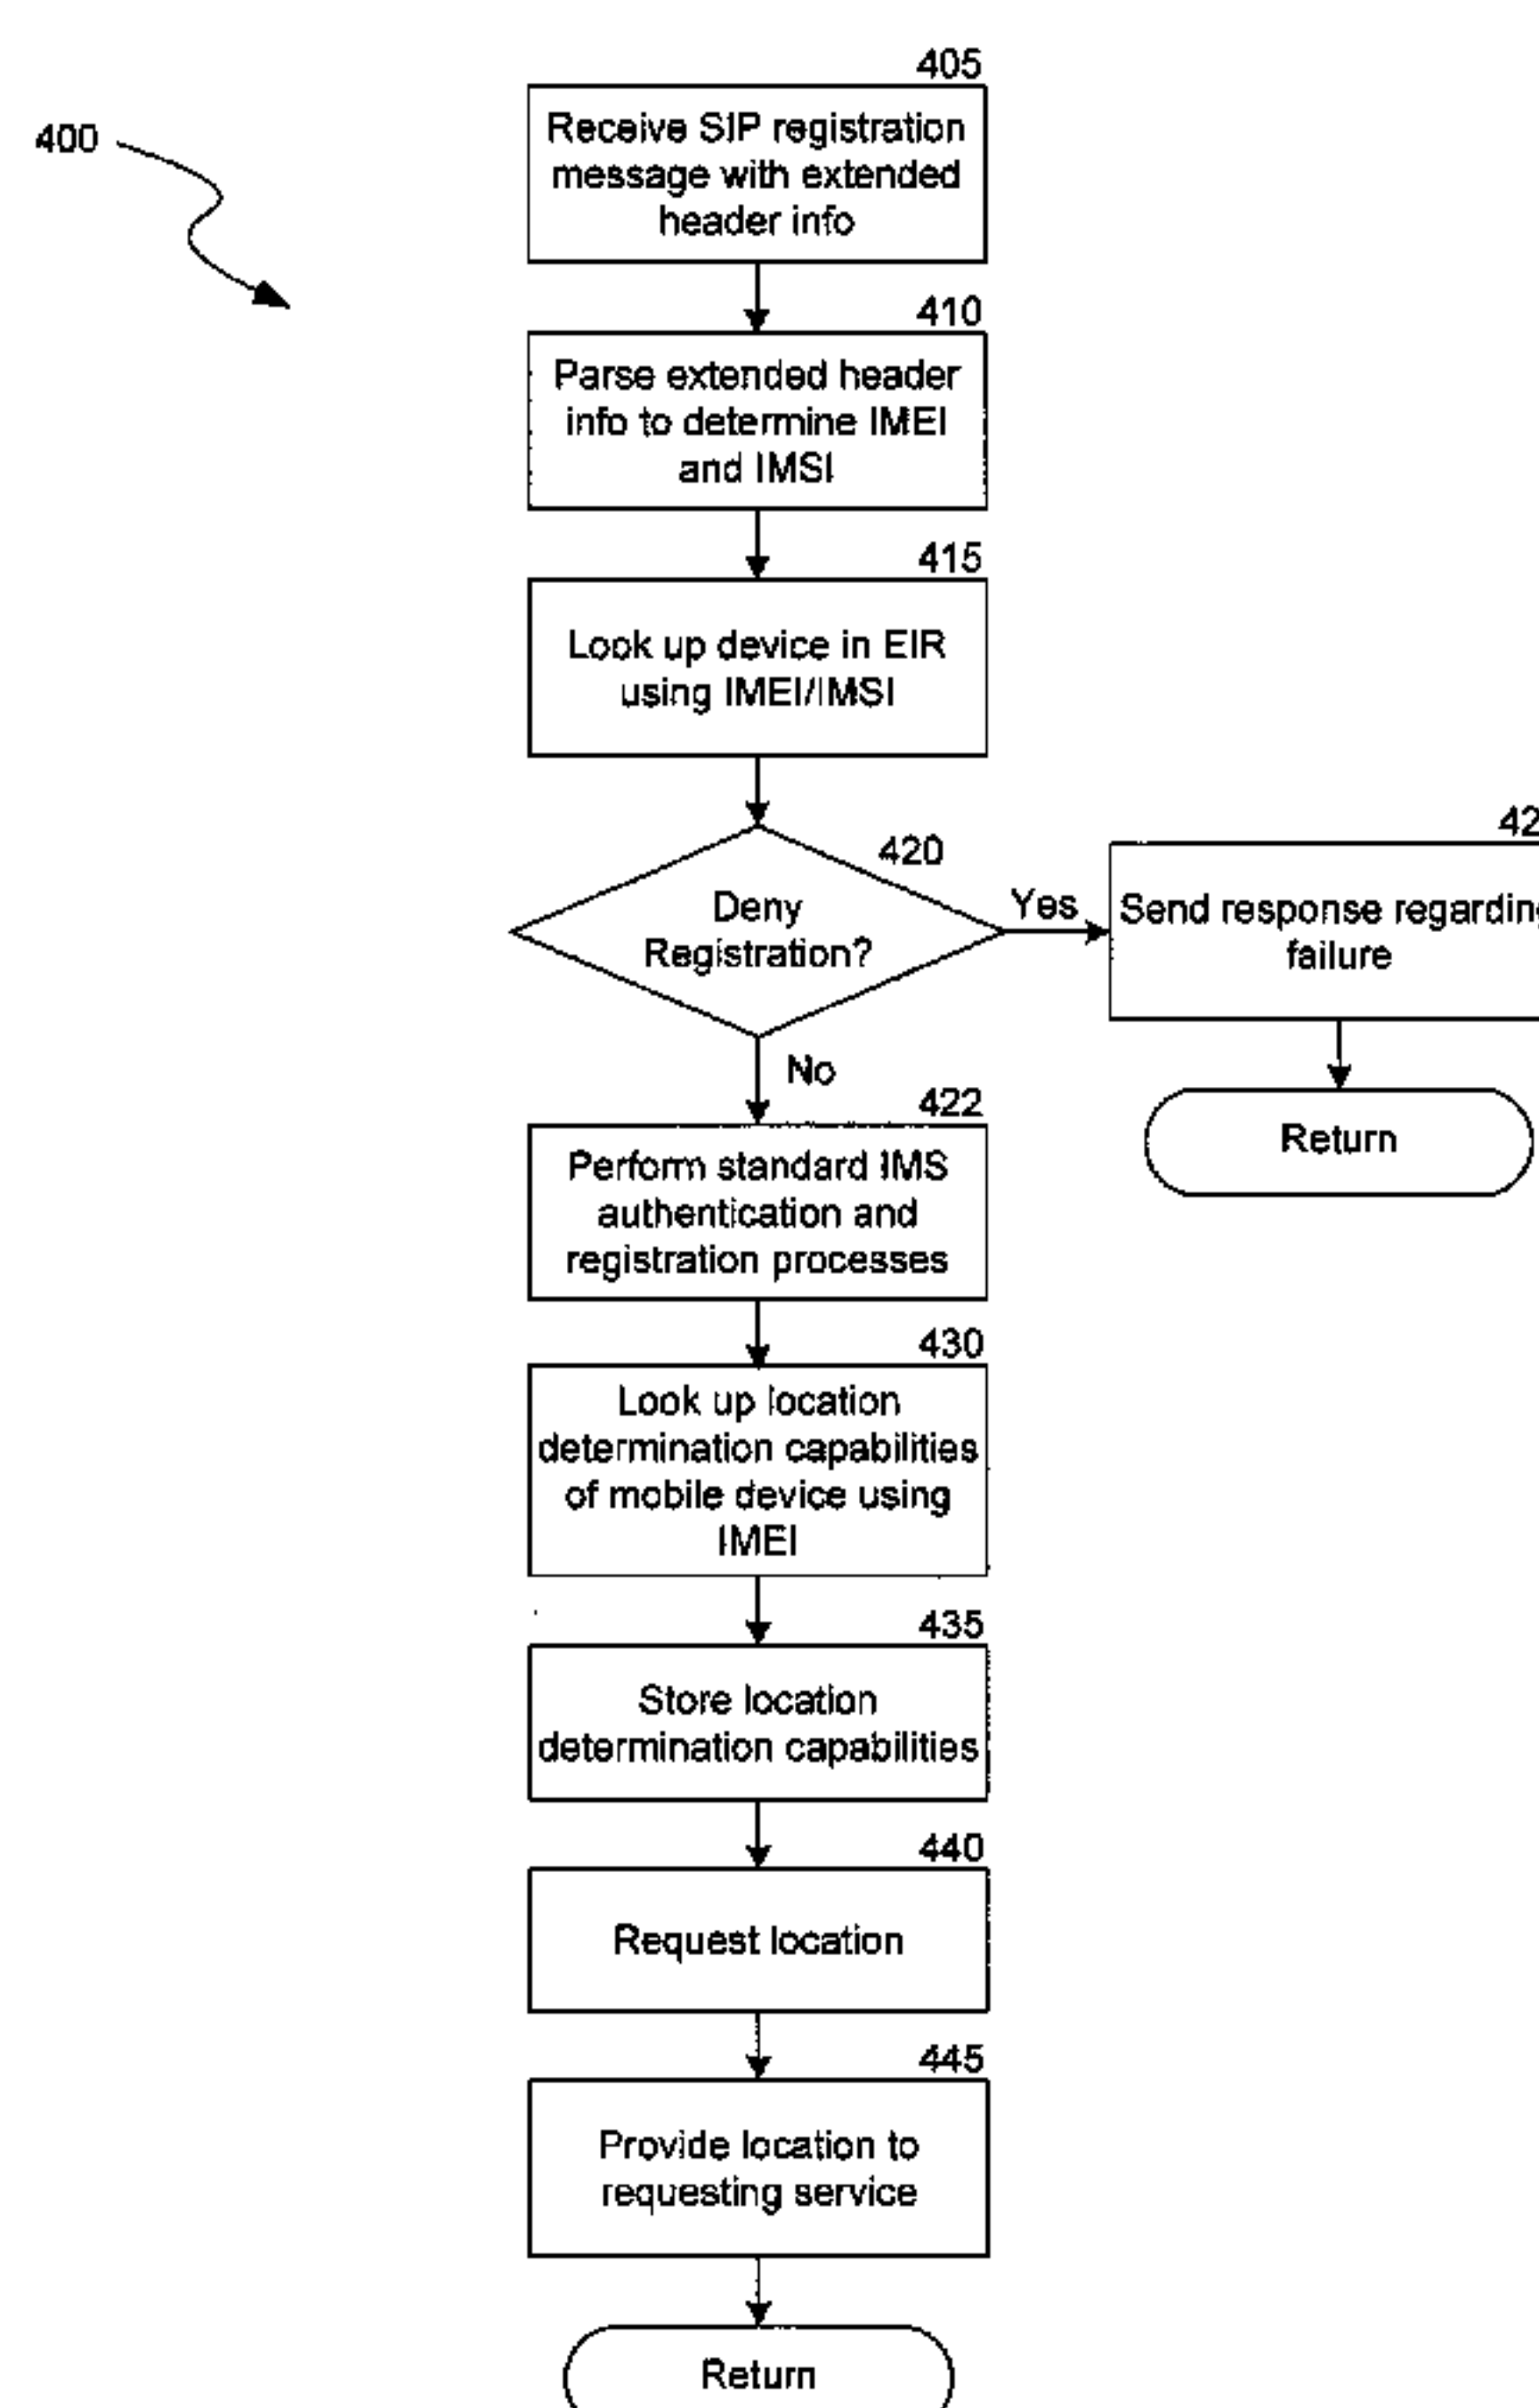 400
405
Receive SIP registration
message with extended
header info
410
Parse extended header
info to determine IMEI
and IMSI
415
Look up device in EIR
using IMEI/IMSI
420
Deny
Registration?
Yes
Send response regarding
failure
Return
No
422
Perform standard IMS
authentication and
registration processes
430
Look up location
determination capabilities
of mobile device using
IMEI
435
Store location
determination capabilities
440
Request location
445
Provide location to
requesting service
Return